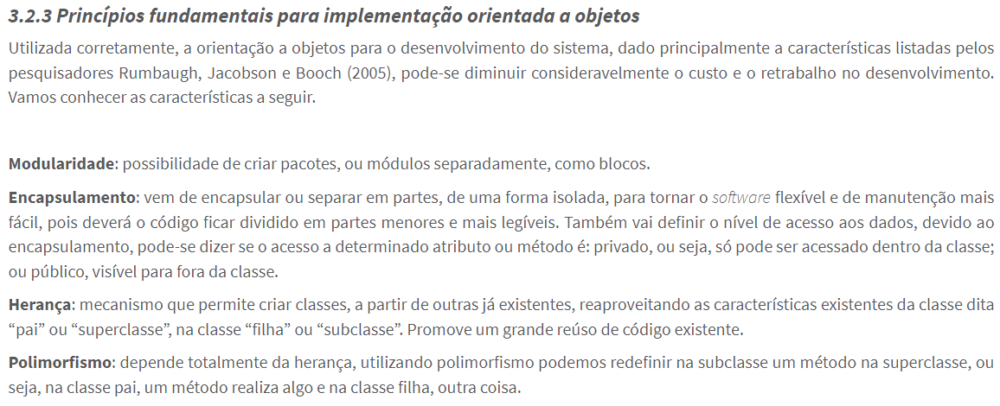 3.2.3 Princípios fundamentais para implementação orientada a objetos
Utilizada corretamente, a orientação a objetos para o desenvolvimento do sistema, dado principalmente a características listadas pelos
pesquisadores Rumbaugh, Jacobson e Booch (2005), pode-se diminuir consideravelmente o custo e o retrabalho no desenvolvimento.
Vamos conhecer as características a seguir.
Modularidade: possibilidade de criar pacotes, ou módulos separadamente, como blocos.
Encapsulamento: vem de encapsular ou separar em partes, de uma forma isolada, para tornar o software flexível e de manutenção mais
fácil, pois deverá o código ficar dividido em partes menores e mais legíveis. Também vai definir o nível de acesso aos dados, devido ao
encapsulamento, pode-se dizer se o acesso a determinado atributo ou método é: privado, ou seja, só pode ser acessado dentro da classe;
ou público, visível para fora da classe.
Herança: mecanismo que permite criar classes, a partir de outras já existentes, reaproveitando as características existentes da classe dita
“pai” ou “superclasse”, na classe “filha” ou “subclasse”. Promove um grande reúso de código existente.
Polimorfismo: depende totalmente da herança, utilizando polimorfismo podemos redefinir na subclasse um método na superclasse, ou
seja, na classe pai, um método realiza algo e na classe filha, outra coisa.